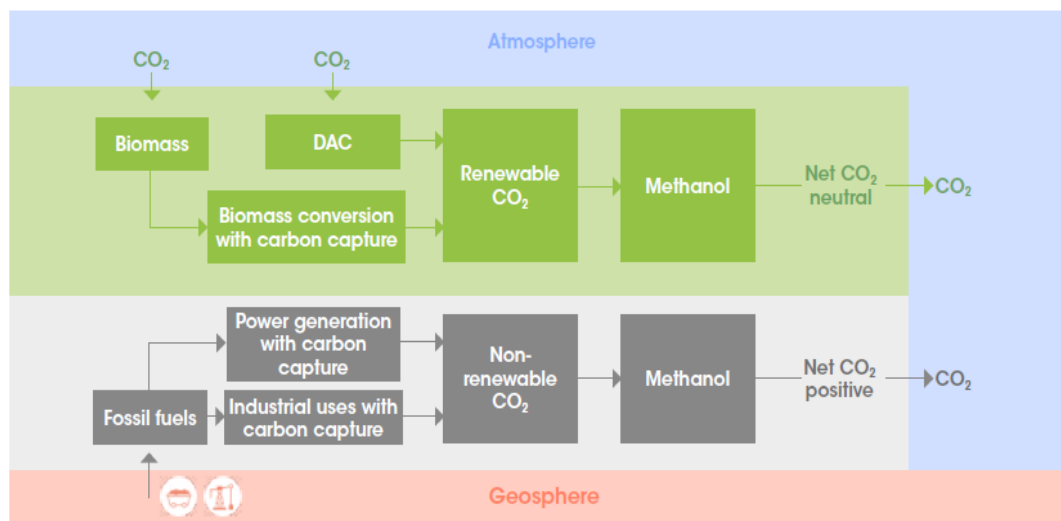 Atmosphere
CO₂
CO₂
Biomass
DAC
Biomass conversion
with carbon capture
Renewable
CO₂
Methanol
Net CO₂
neutral
CO₂
Power generation
with carbon
capture
Fossil fuels
Industrial uses with
carbon capture
Non-
renewable
CO₂
Methanol
Net CO₂
positive
CO₂
Geosphere